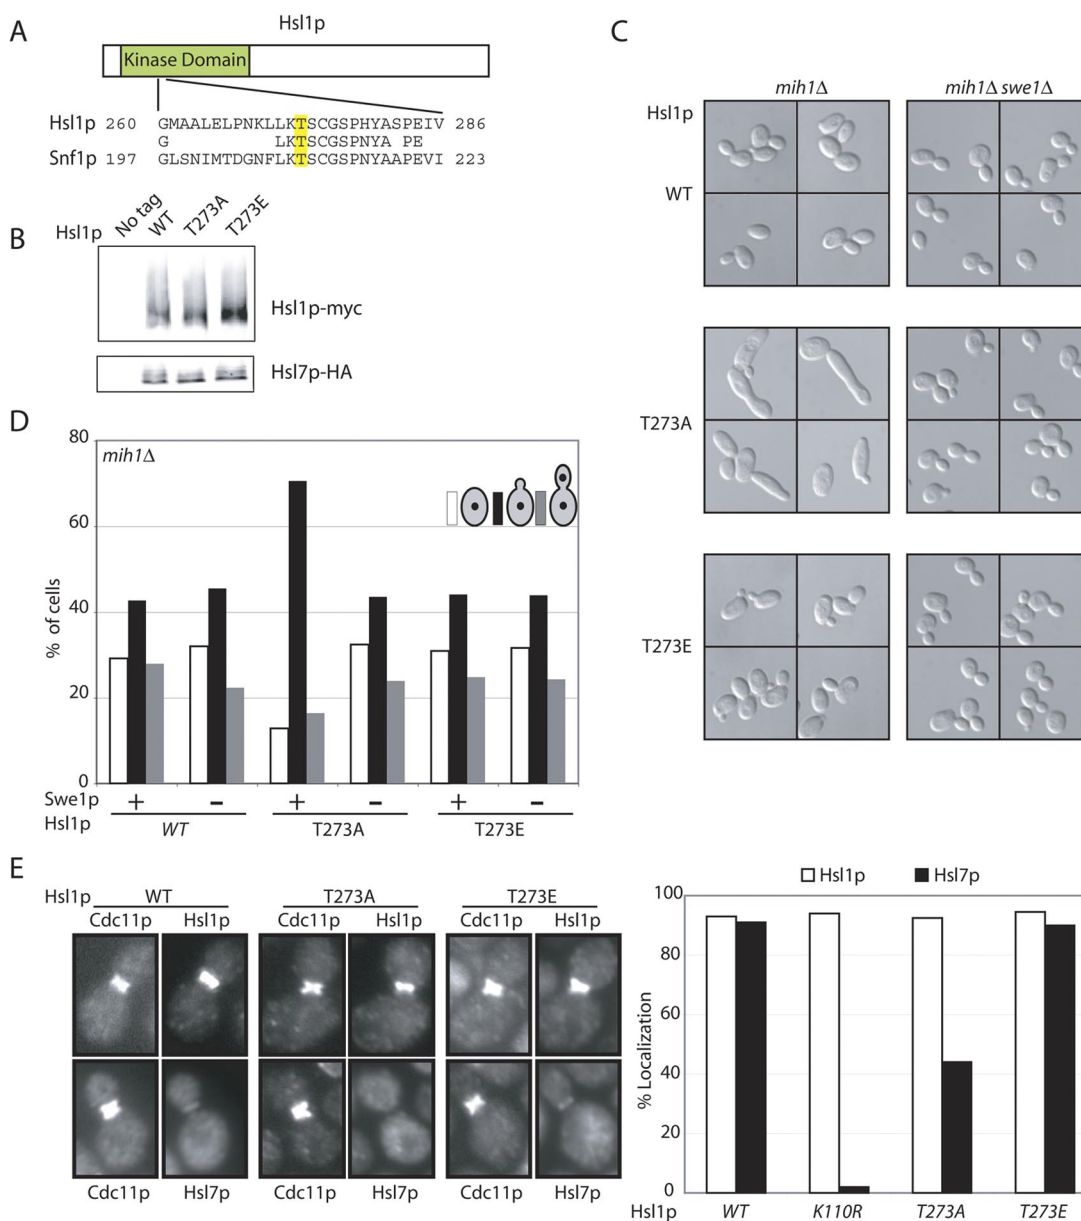 A
Hsl1p
Kinase Domain
Hsl1p 260 GMAALELPNKLLKTSCGSPHYASPEIV 286
G LKTSCGSPNYA PE
Snf1p 197 GLSNIMTDGNFLKTSCGSPNYAAPEVI 223
B
Hsl1p No tag WT T273A T273E
Hsl1p-myc
Hsl7p-HA
C
mih1Δ mih1Δ swe1Δ
Hsl1p
WT
T273A
T273E
D
mih1Δ
% of cells
80
60
40
20
0
Swe1p + - + - + -
Hsl1p WT T273A T273E
E
Hsl1p WT T273A T273E
Cdc11p Hsl1p Cdc11p Hsl1p Cdc11p Hsl1p
Cdc11p Hsl7p Cdc11p Hsl7p Cdc11p Hsl7p
Hsl1p Hsl7p
% Localization
100
80
60
40
20
0
Hsl1p WT K110R T273A T273E